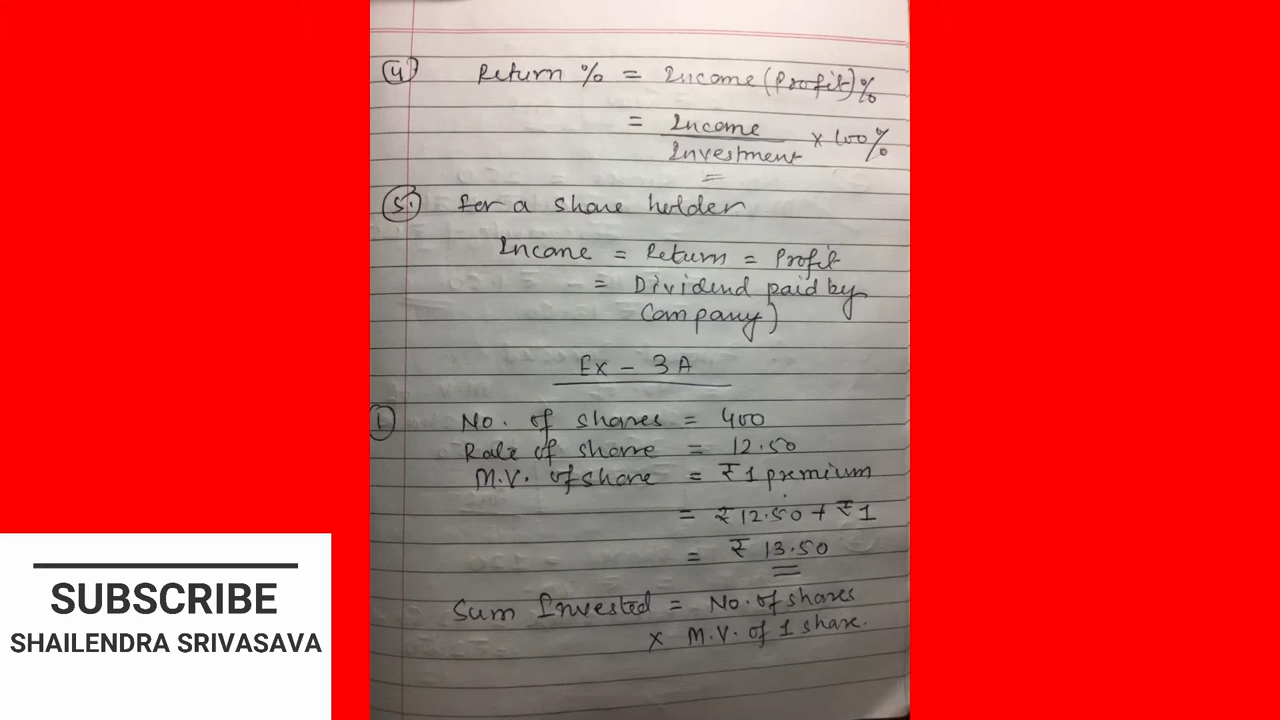 ④ Return % = Income (Profit) %
= Income / Investment × 100%
⑤. for a share holder
Income = Return = Profit
= Dividend paid by
Company)
Ex - 3A
① No. of shares = 400
Rate of share = 12.50
M.V. of share = ₹ 1 premium
= ₹ 12.50 + ₹ 1
= ₹ 13.50
Sum Invested = No. of shares
× M.V. of 1 share.
SUBSCRIBE
SHAILENDRA SRIVASAVA